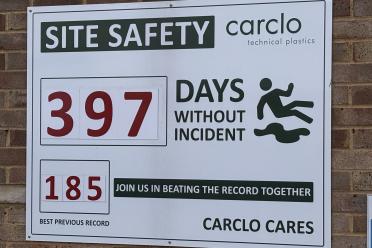 SITE SAFETY
carclo
technical plastics
397
DAYS
WITHOUT
INCIDENT
185
JOIN US IN BEATING THE RECORD TOGETHER
BEST PREVIOUS RECORD
CARCLO CARES